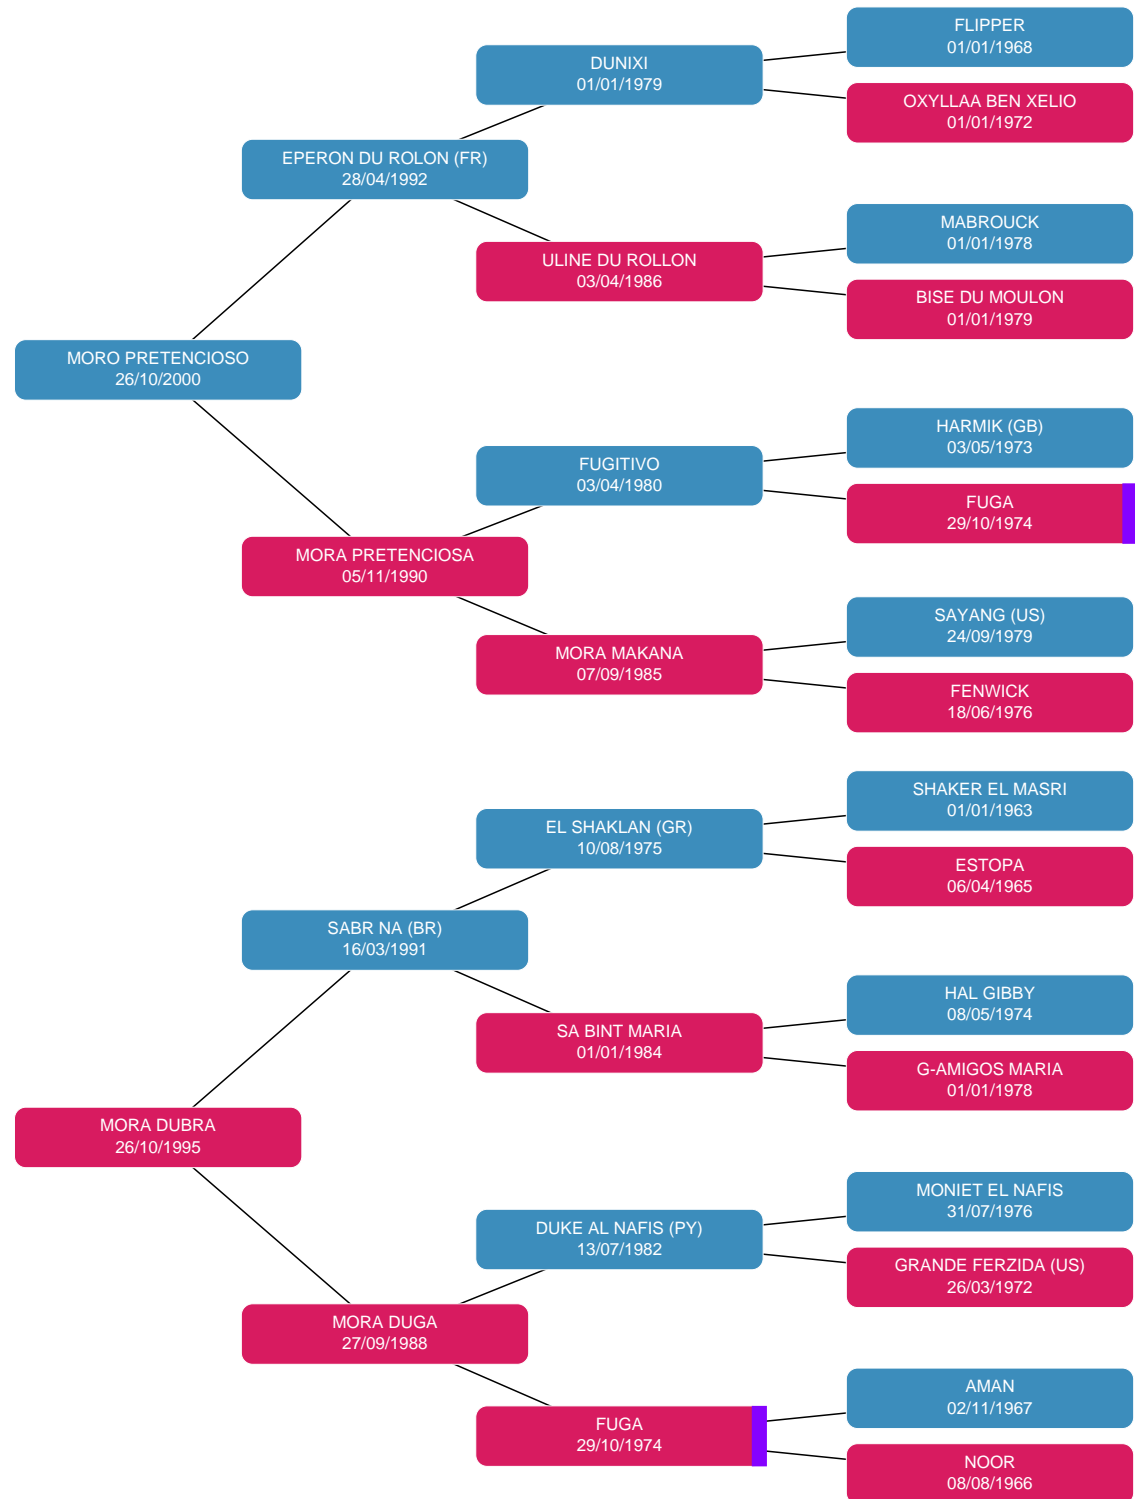 FLIPPER
01/01/1968
DUNIXI
01/01/1979
OXYLLAA BEN XELIO
01/01/1972
EPERON DU ROLON (FR)
28/04/1992
MABROUCK
01/01/1978
ULINE DU ROLLON
03/04/1986
BISE DU MOULON
01/01/1979
MORO PRETENCIOSO
26/10/2000
HARMIK (GB)
03/05/1973
FUGITIVO
03/04/1980
FUGA
29/10/1974
MORA PRETENCIOSA
05/11/1990
SAYANG (US)
24/09/1979
MORA MAKANA
07/09/1985
FENWICK
18/06/1976
SHAKER EL MASRI
01/01/1963
EL SHAKLAN (GR)
10/08/1975
ESTOPA
06/04/1965
SABR NA (BR)
16/03/1991
HAL GIBBY
08/05/1974
SA BINT MARIA
01/01/1984
G-AMIGOS MARIA
01/01/1978
MORA DUBRA
26/10/1995
MONIET EL NAFIS
31/07/1976
DUKE AL NAFIS (PY)
13/07/1982
GRANDE FERZIDA (US)
26/03/1972
MORA DUGA
27/09/1988
AMAN
02/11/1967
FUGA
29/10/1974
NOOR
08/08/1966